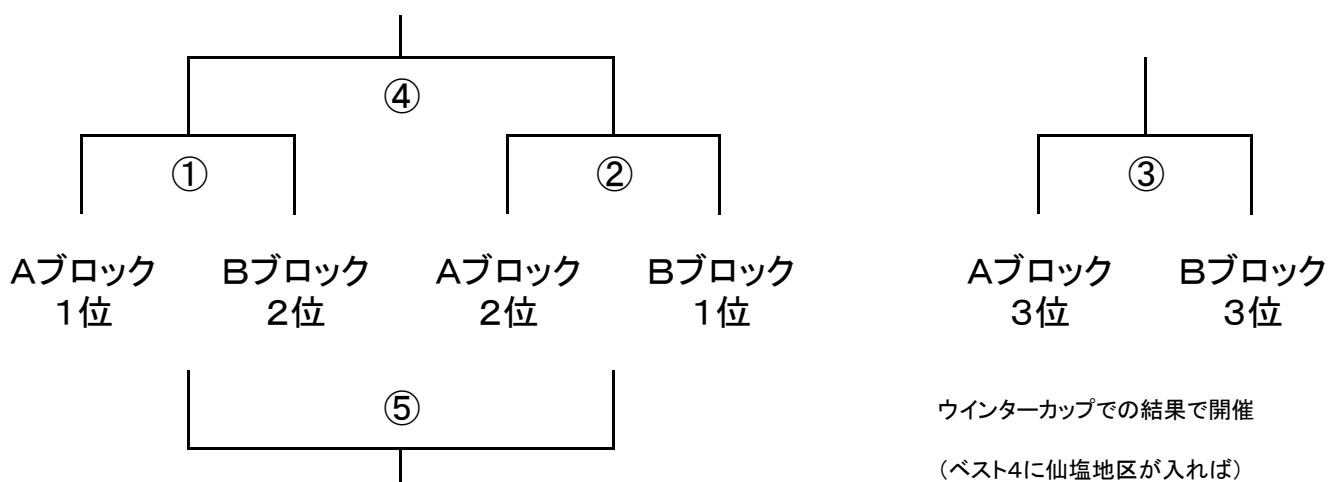 ④
① ② ③
Aブロック Bブロック Aブロック Bブロック Aブロック Bブロック
1位 2位 2位 1位 3位 3位
⑤
ウインターカップでの結果で開催
(ベスト4に仙塩地区が入れば)